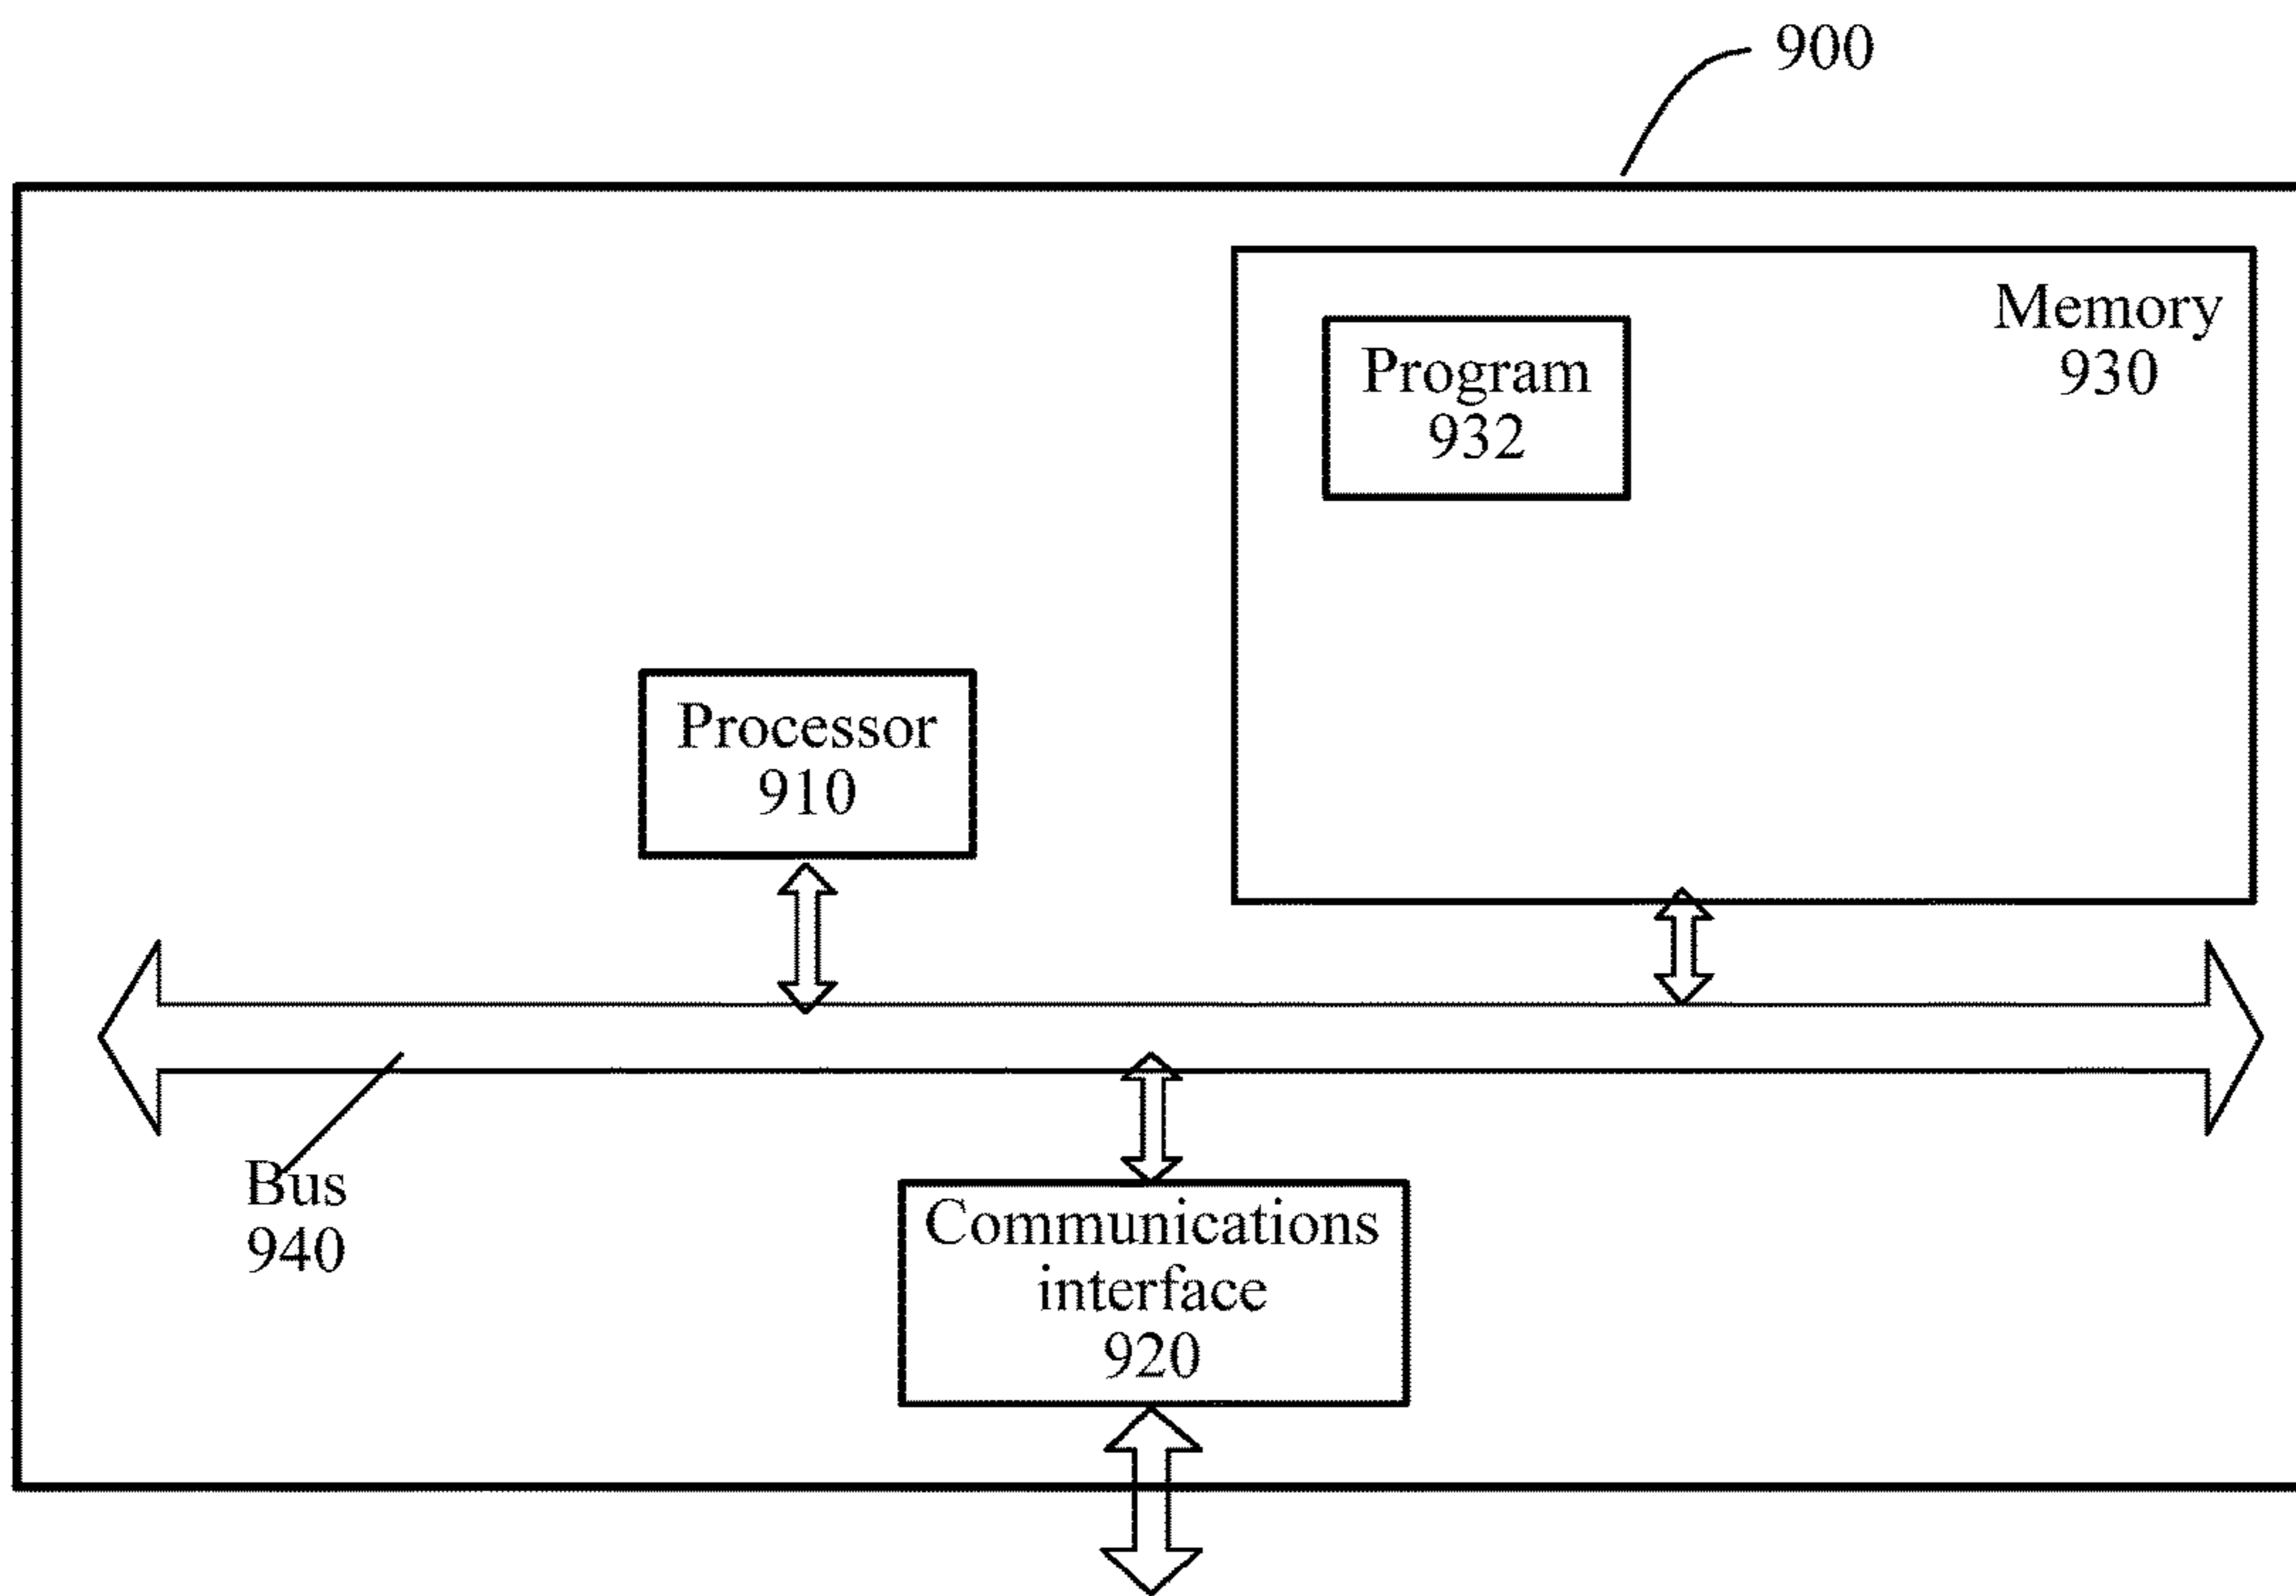 900
Memory
930
Program
932
Processor
910
Bus
940
Communications
interface
920